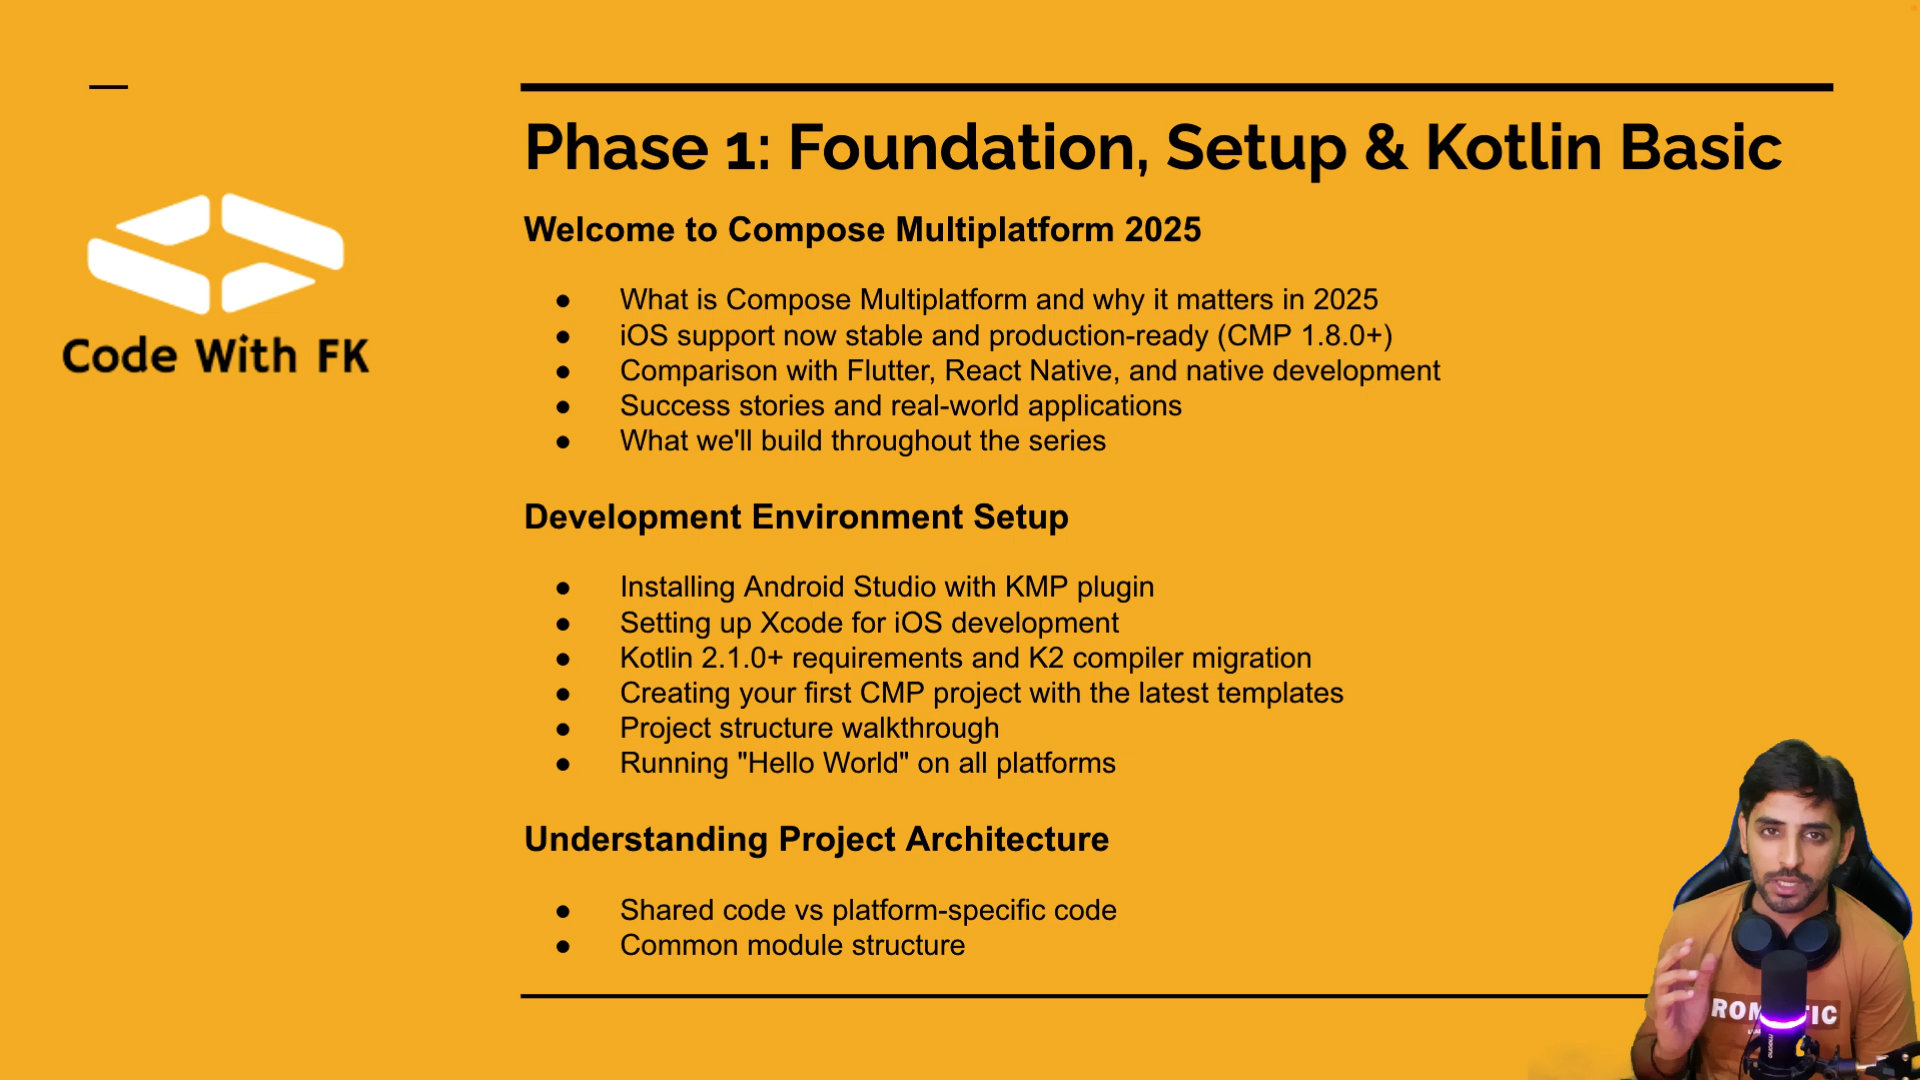 Phase 1: Foundation, Setup & Kotlin Basic
Code With FK
Welcome to Compose Multiplatform 2025
● What is Compose Multiplatform and why it matters in 2025
● iOS support now stable and production-ready (CMP 1.8.0+)
● Comparison with Flutter, React Native, and native development
● Success stories and real-world applications
● What we'll build throughout the series
Development Environment Setup
● Installing Android Studio with KMP plugin
● Setting up Xcode for iOS development
● Kotlin 2.1.0+ requirements and K2 compiler migration
● Creating your first CMP project with the latest templates
● Project structure walkthrough
● Running "Hello World" on all platforms
Understanding Project Architecture
● Shared code vs platform-specific code
● Common module structure
maono